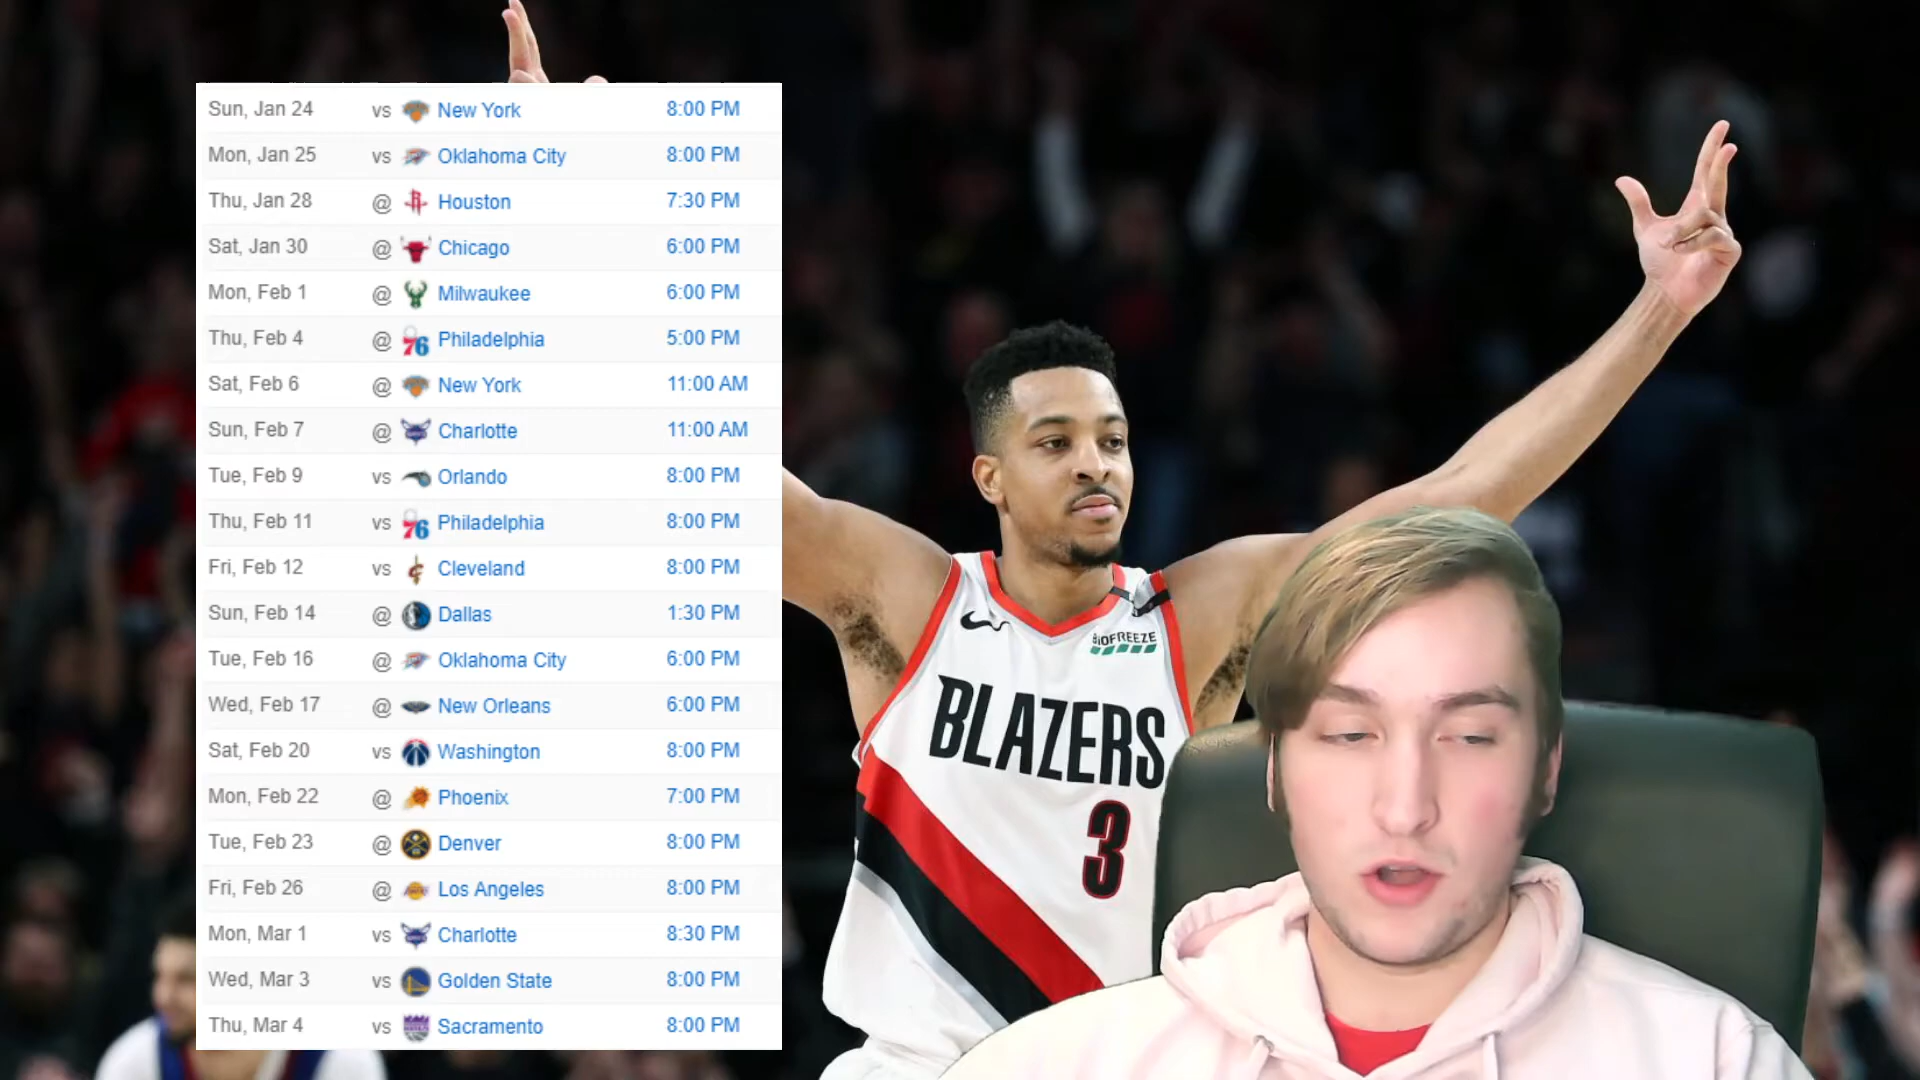 Sun, Jan 24 vs New York 8:00 PM
Mon, Jan 25 vs Oklahoma City 8:00 PM
Thu, Jan 28 @ Houston 7:30 PM
Sat, Jan 30 @ Chicago 6:00 PM
Mon, Feb 1 @ Milwaukee 6:00 PM
Thu, Feb 4 @ 76 Philadelphia 5:00 PM
Sat, Feb 6 @ New York 11:00 AM
Sun, Feb 7 @ Charlotte 11:00 AM
Tue, Feb 9 vs Orlando 8:00 PM
Thu, Feb 11 vs 76 Philadelphia 8:00 PM
Fri, Feb 12 vs Cleveland 8:00 PM
Sun, Feb 14 @ Dallas 1:30 PM
Tue, Feb 16 @ Oklahoma City 6:00 PM
Wed, Feb 17 @ New Orleans 6:00 PM
Sat, Feb 20 vs Washington 8:00 PM
Mon, Feb 22 @ Phoenix 7:00 PM
Tue, Feb 23 @ Denver 8:00 PM
Fri, Feb 26 @ Los Angeles 8:00 PM
Mon, Mar 1 vs Charlotte 8:30 PM
Wed, Mar 3 vs Golden State 8:00 PM
Thu, Mar 4 vs Sacramento 8:00 PM
BIOFREEZE
BLAZERS
3